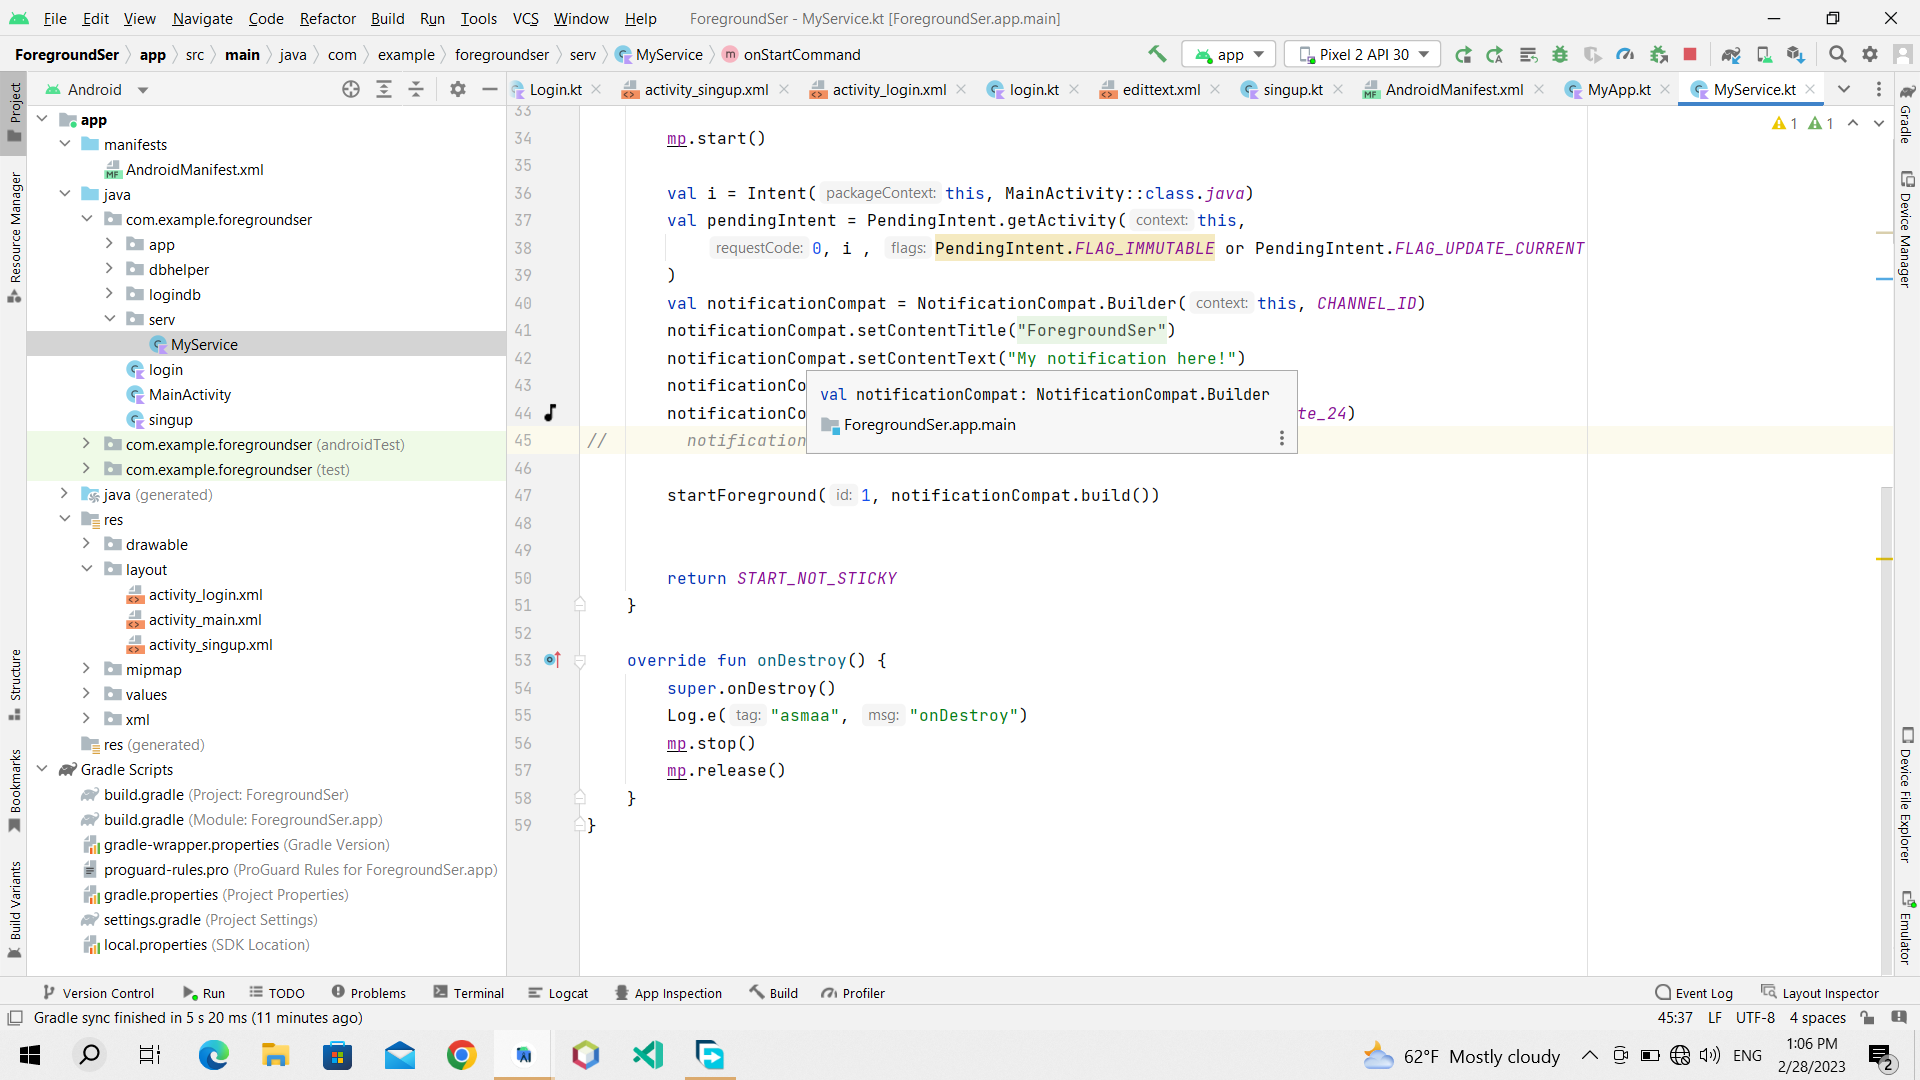 File Edit View Navigate Code Refactor Build Run Tools VCS Window Help ForegroundSer - MyService.kt [ForegroundSer.app.main]
ForegroundSer app src main java com example foregroundser serv MyService onStartCommand app Pixel 2 API 30
Android
Login.kt activity_singup.xml activity_login.xml login.kt edittext.xml singup.kt AndroidManifest.xml MyApp.kt MyService.kt
Project
Resource Manager
Structure
Bookmarks
Build Variants
app
manifests
AndroidManifest.xml
java
com.example.foregroundser
app
dbhelper
logindb
serv
MyService
login
MainActivity
singup
com.example.foregroundser (androidTest)
com.example.foregroundser (test)
java (generated)
res
drawable
layout
activity_login.xml
activity_main.xml
activity_singup.xml
mipmap
values
xml
res (generated)
Gradle Scripts
build.gradle (Project: ForegroundSer)
build.gradle (Module: ForegroundSer.app)
gradle-wrapper.properties (Gradle Version)
proguard-rules.pro (ProGuard Rules for ForegroundSer.app)
gradle.properties (Project Properties)
settings.gradle (Project Settings)
local.properties (SDK Location)
1 1
33
34 mp.start()
35
36 val i = Intent( packageContext: this, MainActivity::class.java)
37 val pendingIntent = PendingIntent.getActivity( context: this,
38 requestCode: 0, i , flags: PendingIntent.FLAG_IMMUTABLE or PendingIntent.FLAG_UPDATE_CURRENT
39 )
40 val notificationCompat = NotificationCompat.Builder( context: this, CHANNEL_ID)
41 notificationCompat.setContentTitle("ForegroundSer")
42 notificationCompat.setContentText("My notification here!")
43 notificationCo
44 notificationCo te_24)
45 // notification
val notificationCompat: NotificationCompat.Builder
ForegroundSer.app.main
46
47 startForeground( id: 1, notificationCompat.build())
48
49
50 return START_NOT_STICKY
51 }
52
53 override fun onDestroy() {
54 super.onDestroy()
55 Log.e( tag: "asmaa", msg: "onDestroy")
56 mp.stop()
57 mp.release()
58 }
59 }
Gradle
Device Manager
Device File Explorer
Emulator
Version Control Run TODO Problems Terminal Logcat App Inspection Build Profiler Event Log Layout Inspector
Gradle sync finished in 5 s 20 ms (11 minutes ago) 45:37 LF UTF-8 4 spaces
62°F Mostly cloudy ENG 1:06 PM
2/28/2023 2